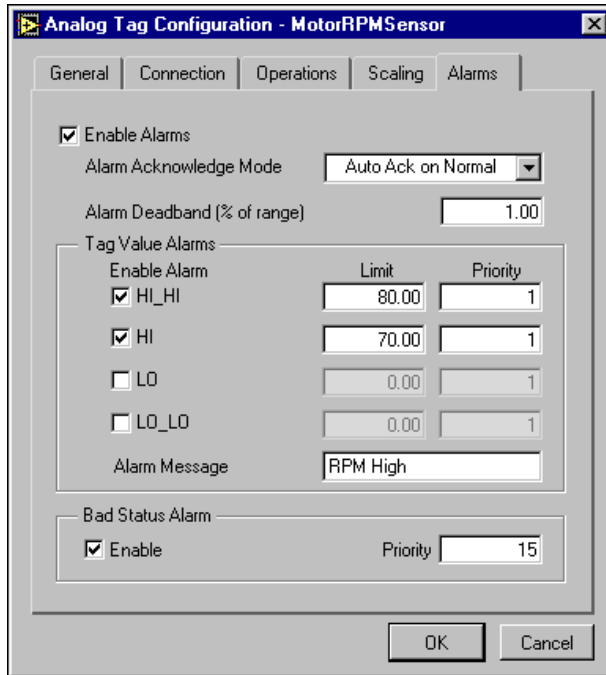 Analog Tag Configuration - MotorRPMSensor
General Connection Operations Scaling Alarms
Enable Alarms
Alarm Acknowledge Mode Auto Ack on Normal
Alarm Deadband (% of range) 1.00
Tag Value Alarms
Enable Alarm Limit Priority
HI_HI 80.00 1
HI 70.00 1
LO 0.00 1
LO_LO 0.00 1
Alarm Message RPM High
Bad Status Alarm
Enable Priority 15
OK Cancel